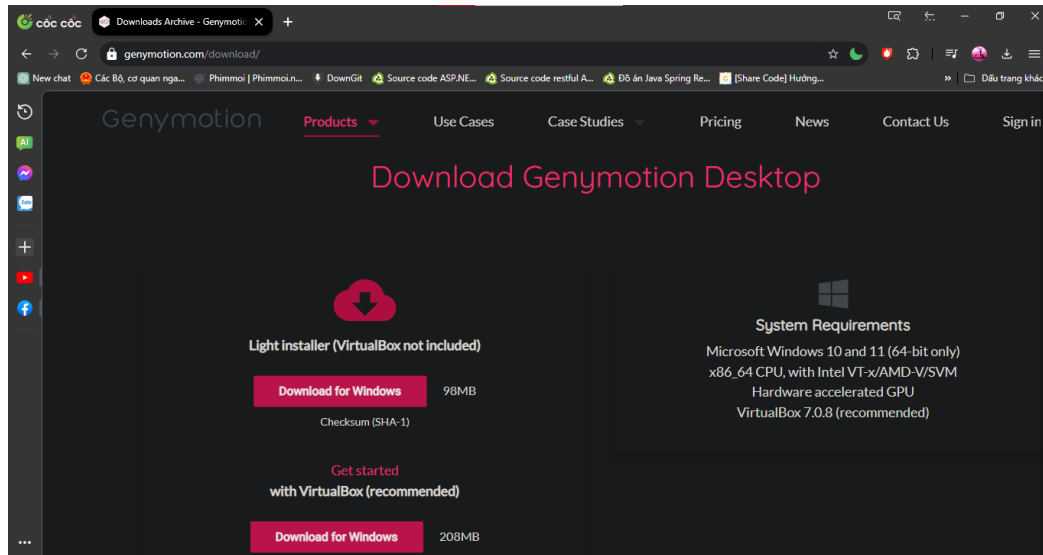 cốc cốc
Downloads Archive - Genymotio
genymotion.com/download/
New chat
Các Bộ, cơ quan nga...
Phimmoi | Phimmoi.n...
DownGit
Source code ASP.NE...
Source code restful A...
Đồ án Java Spring Re...
[Share Code] Hướng...
»
Dấu trang khác
Genymotion
Products
Use Cases
Case Studies
Pricing
News
Contact Us
Sign in
AI
Zalo
Download Genymotion Desktop
Light installer (VirtualBox not included)
Download for Windows 98MB
Checksum (SHA-1)
Get started
with VirtualBox (recommended)
Download for Windows 208MB
System Requirements
Microsoft Windows 10 and 11 (64-bit only)
x86_64 CPU, with Intel VT-x/AMD-V/SVM
Hardware accelerated GPU
VirtualBox 7.0.8 (recommended)